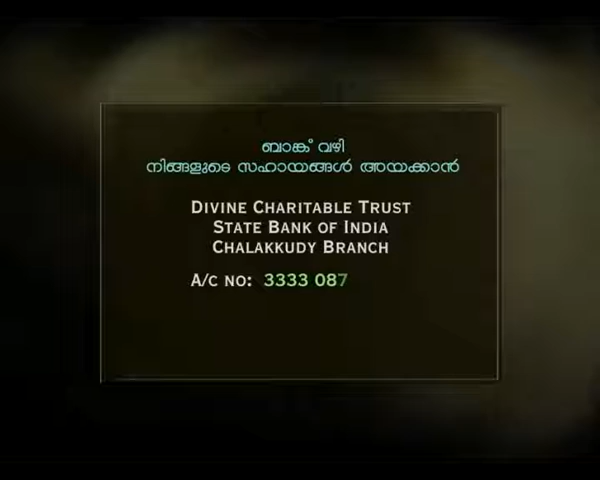 ബാങ്ക് വഴി
നിങ്ങളുടെ സഹായങ്ങൾ അയക്കാൻ
DIVINE CHARITABLE TRUST
STATE BANK OF INDIA
CHALAKKUDY BRANCH
A/C NO: 3333 087